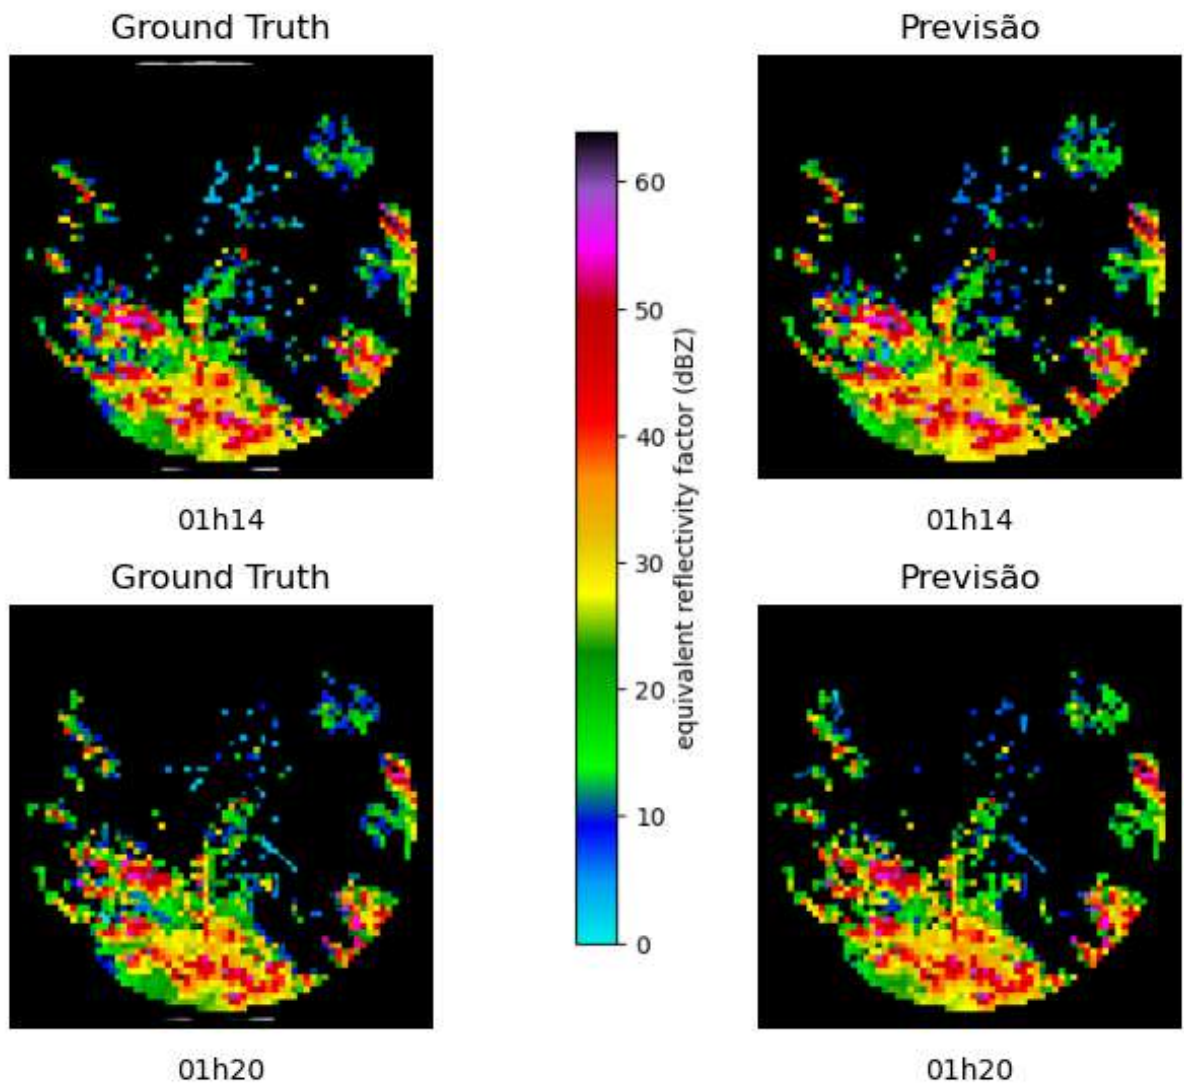 Ground Truth
Previsão
01h14
01h14
60
50
40
30
20
10
0
equivalent reflectivity factor (dBZ)
Ground Truth
Previsão
01h20
01h20